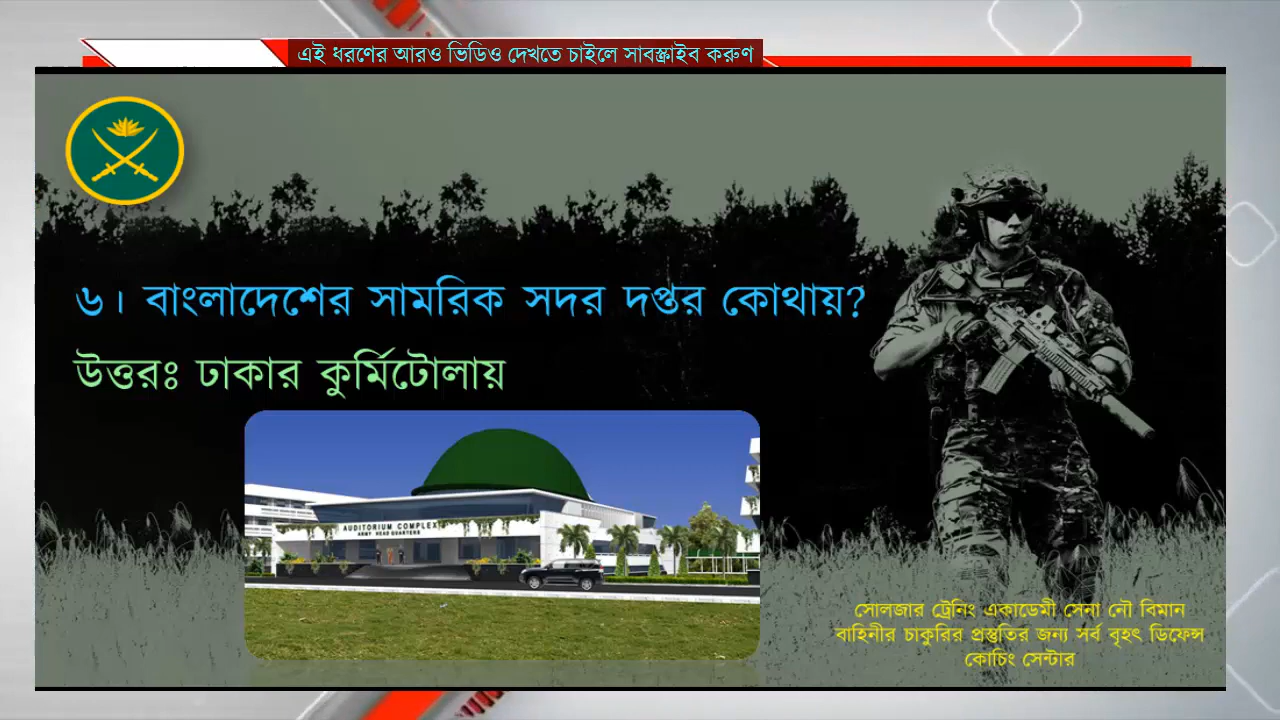 এই ধরণের আরও ভিডিও দেখতে চাইলে সাবস্ক্রাইব করুণ
৬। বাংলাদেশের সামরিক সদর দপ্তর কোথায়?
উত্তরঃ ঢাকার কুর্মিটোলায়
AUDITORIUM COMPLEX
ARMY HEAD QUARTERS
সোলজার ট্রেনিং একাডেমী সেনা নৌ বিমান
বাহিনীর চাকুরির প্রস্তুতির জন্য সর্ব বৃহৎ ডিফেন্স
কোচিং সেন্টার